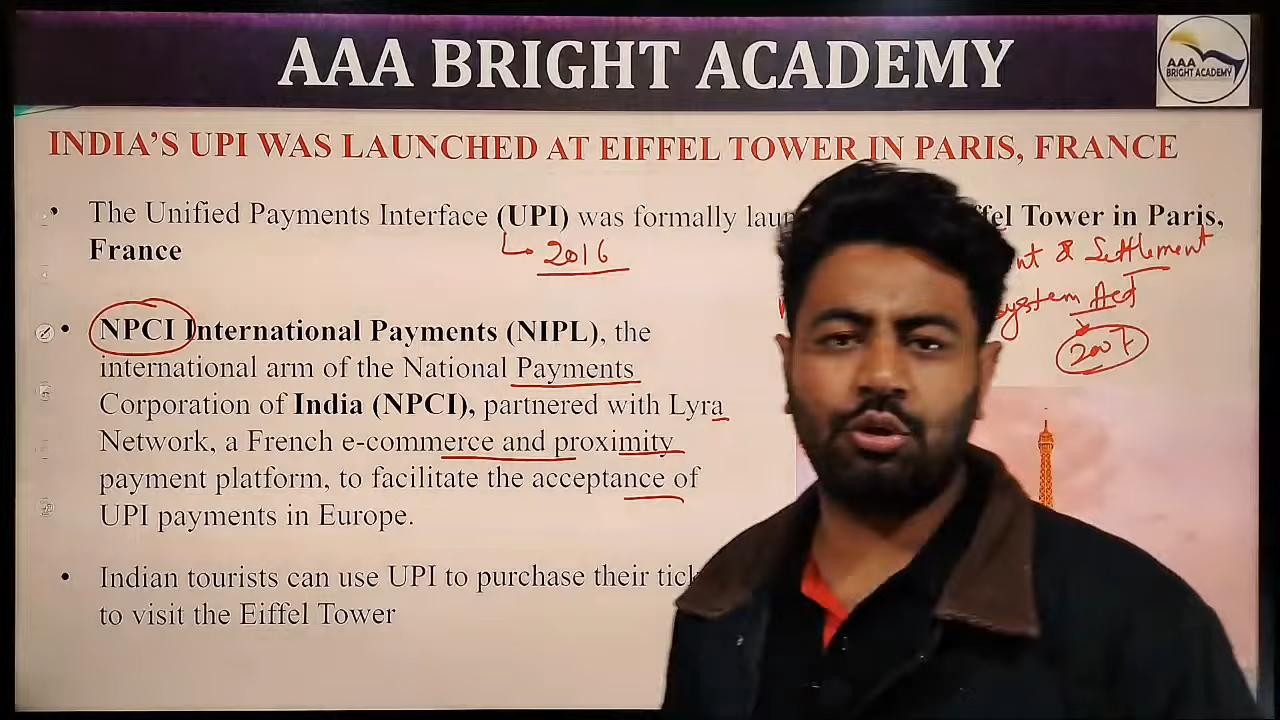 AAA BRIGHT ACADEMY
AAA
BRIGHT ACADEMY
INDIA'S UPI WAS LAUNCHED AT EIFFEL TOWER IN PARIS, FRANCE
• The Unified Payments Interface (UPI) was formally Tower in Paris,
France
2016
& Settlement
System Act
2007
• NPCI International Payments (NIPL), the
international arm of the National Payments
Corporation of India (NPCI), partnered with Lyra
Network, a French e-commerce and proximity
payment platform, to facilitate the acceptance of
UPI payments in Europe.
• Indian tourists can use UPI to purchase their
to visit the Eiffel Tower